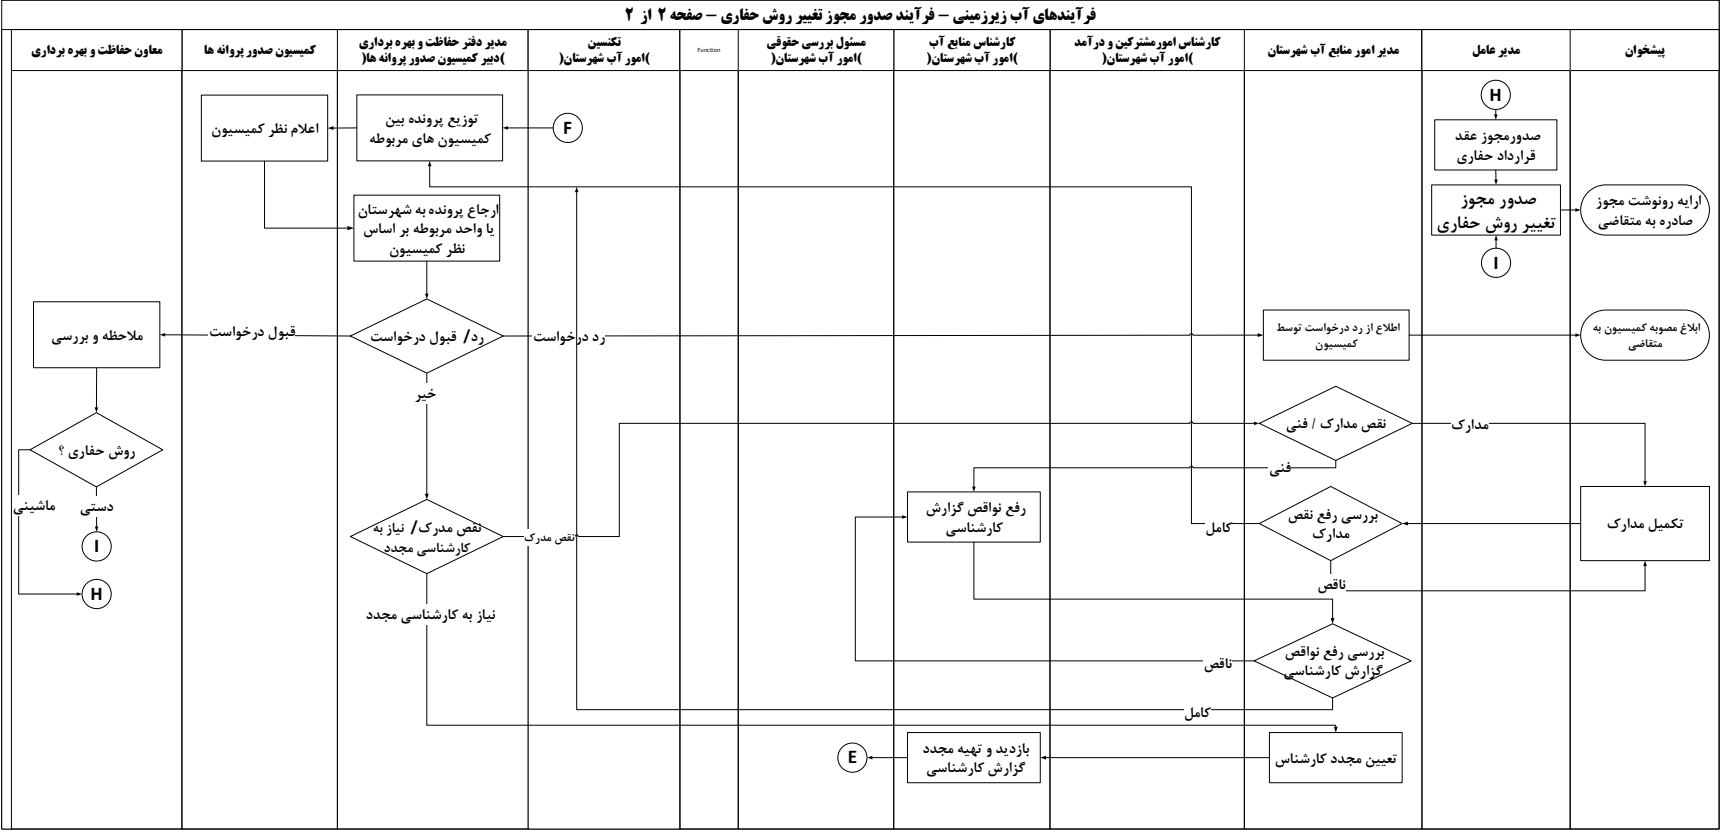 فرآیندهای آب زیرزمینی – فرآیند صدور مجوز تغییر روش حفاری – صفحه ۲ از ۲
پیشخوان
مدیر عامل
مدیر امور منابع آب شهرستان
کارشناس امورمشترکین و درآمد
)امور آب شهرستان(
کارشناس منابع آب
)امور آب شهرستان(
مسئول بررسی حقوقی
)امور آب شهرستان(
Function
تکنسین
)امور آب شهرستان(
مدیر دفتر حفاظت و بهره برداری
)دبیر کمیسیون صدور پروانه ها(
کمیسیون صدور پروانه ها
معاون حفاظت و بهره برداری
H
صدورمجوز عقد
قرارداد حفاری
صدور مجوز
تغییر روش حفاری
ارایه رونوشت مجوز
صادره به متقاضی
I
F
توزیع پرونده بین
کمیسیون های مربوطه
اعلام نظر کمیسیون
ارجاع پرونده به شهرستان
یا واحد مربوطه بر اساس
نظر کمیسیون
رد/ قبول درخواست
رد درخواست
قبول درخواست
خیر
اطلاع از رد درخواست توسط
کمیسیون
ابلاغ مصوبه کمیسیون به
متقاضی
ملاحظه و بررسی
روش حفاری ؟
ماشینی
دستی
I
H
نقص مدارک / فنی
مدارک
فنی
تکمیل مدارک
بررسی رفع نقص
مدارک
کامل
ناقص
رفع نواقص گزارش
کارشناسی
نقص مدرک/ نیاز به
کارشناسی مجدد
نقص مدرک
نیاز به کارشناسی مجدد
بررسی رفع نواقص
گزارش کارشناسی
ناقص
کامل
تعیین مجدد کارشناس
بازدید و تهیه مجدد
گزارش کارشناسی
E